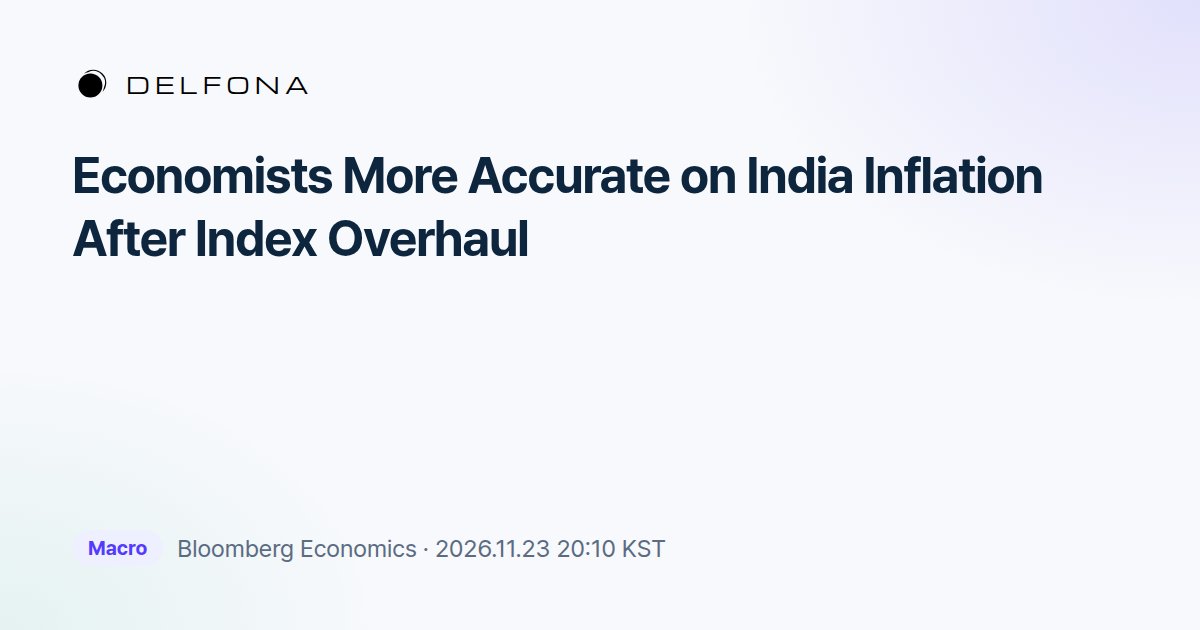 DELFONA
Economists More Accurate on India Inflation
After Index Overhaul
Macro Bloomberg Economics · 2026.11.23 20:10 KST